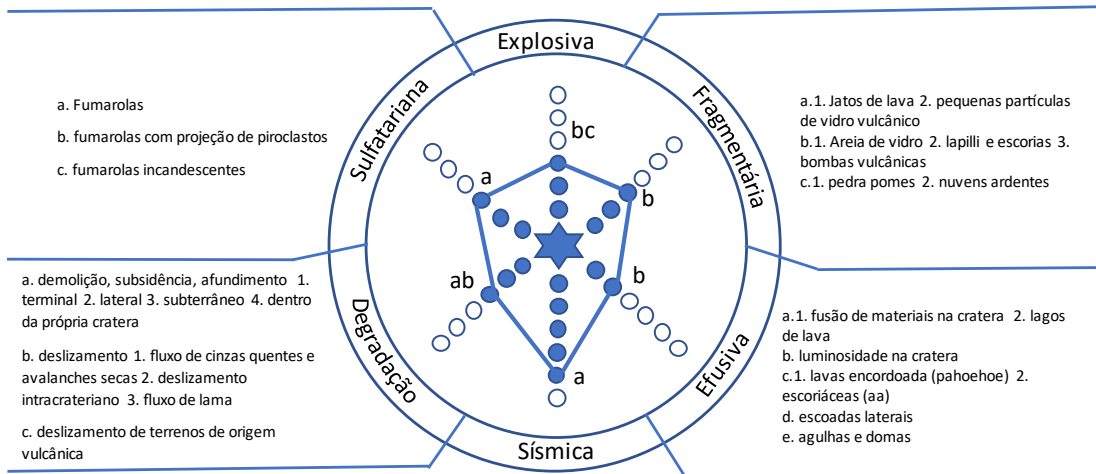 Explosiva
Fragmentária
Efusiva
Sísmica
Degradação
Sulfatariana
a. Fumarolas
b. fumarolas com projeção de piroclastos
c. fumarolas incandescentes
a.1. Jatos de lava 2. pequenas partículas
de vidro vulcânico
b.1. Areia de vidro 2. lapilli e escorias 3.
bombas vulcânicas
c.1. pedra pomes 2. nuvens ardentes
bc
a
b
ab
b
a
a. demolição, subsidência, afundimento 1.
terminal 2. lateral 3. subterrâneo 4. dentro
da própria cratera
b. deslizamento 1. fluxo de cinzas quentes e
avalanches secas 2. deslizamento
intracrateriano 3. fluxo de lama
c. deslizamento de terrenos de origem
vulcânica
a.1. fusão de materiais na cratera 2. lagos
de lava
b. luminosidade na cratera
c.1. lavas encordoada (pahoehoe) 2.
escoriáceas (aa)
d. escoadas laterais
e. agulhas e domas